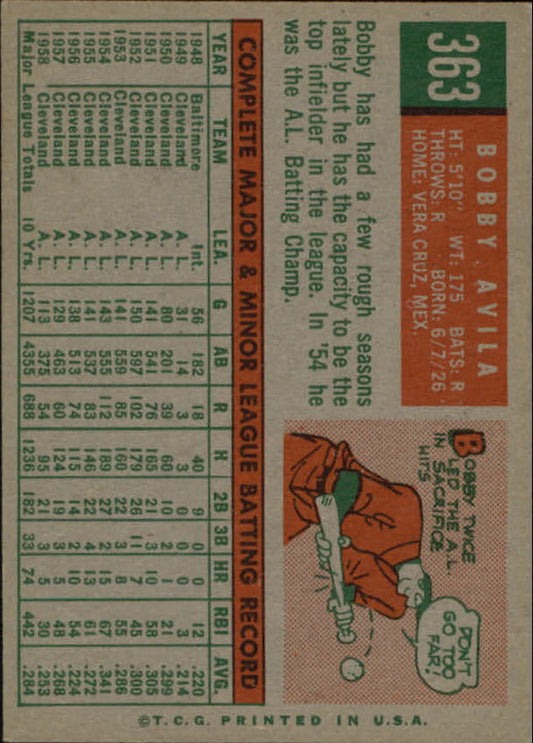 363
BOBBY AVILA
HT: 5'10" WT: 175 BATS: R
THROWS: R BORN: 6/7/26
HOME: VERA CRUZ, MEX.
Bobby has had a few rough seasons
lately but he has the capacity to be the
top infielder in the league. In '54 he
was the A.L. Batting Champ.
BOBBY TWICE
LED THE A.L.
IN SACRIFICE
HITS
DON'T
GO TOO
FAR!
COMPLETE MAJOR & MINOR LEAGUE BATTING RECORD
YEAR TEAM LEA. G AB R H 2B 3B HR RBI AVG.
1948 Baltimore Int. 56 182 18 40 9 0 0 12 .220
1949 Cleveland A. L. 31 14 3 3 0 0 0 3 .214
1950 Cleveland A. L. 80 201 39 60 10 2 1 21 .299
1951 Cleveland A. L. 141 541 76 165 21 3 10 58 .305
1952 Cleveland A. L. 150 597 102 179 26 11 7 45 .300
1953 Cleveland A. L. 141 559 85 160 22 3 8 55 .286
1954 Cleveland A. L. 143 555 112 189 27 2 15 67 .341
1955 Cleveland A. L. 141 537 83 146 22 4 13 61 .272
1956 Cleveland A. L. 138 513 74 115 14 2 10 54 .224
1957 Cleveland A. L. 129 463 60 124 19 3 5 48 .268
1958 Cleveland A. L. 113 375 54 95 21 3 5 30 .253
Major League Totals 10 Yrs. 1207 4355 688 1236 182 33 74 442 .284
©T.C.G. PRINTED IN U.S.A.